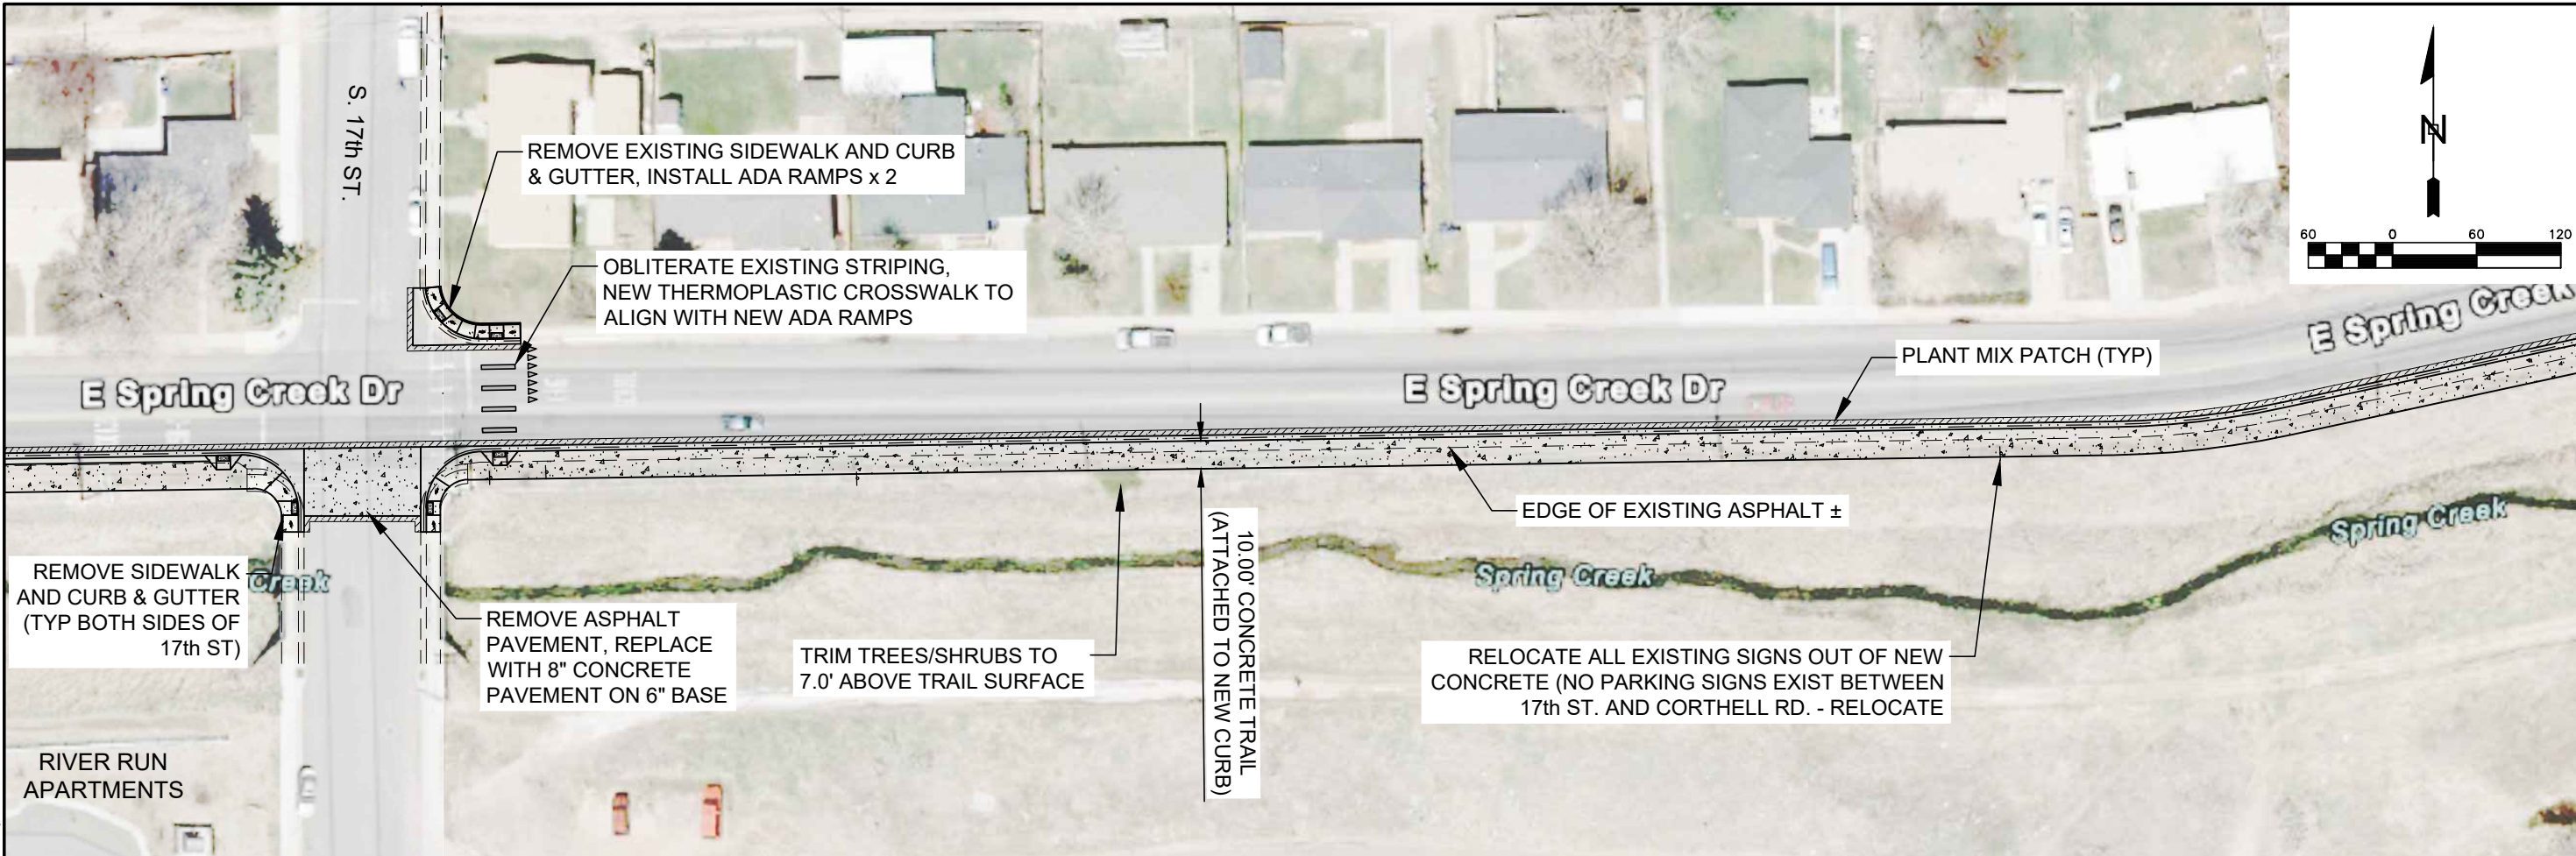 S. 17th ST.
REMOVE EXISTING SIDEWALK AND CURB
& GUTTER, INSTALL ADA RAMPS x 2
OBLITERATE EXISTING STRIPING,
NEW THERMOPLASTIC CROSSWALK TO
ALIGN WITH NEW ADA RAMPS
N
60 0 60 120
E Spring Creek
PLANT MIX PATCH (TYP)
E Spring Creek Dr
E Spring Creek Dr
EDGE OF EXISTING ASPHALT ±
Spring Creek
Spring Creek
Creek
REMOVE SIDEWALK
AND CURB & GUTTER
(TYP BOTH SIDES OF
17th ST)
REMOVE ASPHALT
PAVEMENT, REPLACE
WITH 8" CONCRETE
PAVEMENT ON 6" BASE
TRIM TREES/SHRUBS TO
7.0' ABOVE TRAIL SURFACE
10.00' CONCRETE TRAIL
(ATTACHED TO NEW CURB)
RELOCATE ALL EXISTING SIGNS OUT OF NEW
CONCRETE (NO PARKING SIGNS EXIST BETWEEN
17th ST. AND CORTHELL RD. - RELOCATE
RIVER RUN
APARTMENTS